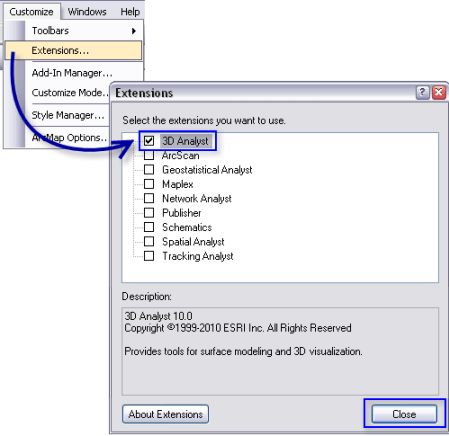 Customize Windows Help
Toolbars
Extensions...
Add-In Manager...
Customize Mode..
Style Manager...
ArcMap Options..
Extensions
Select the extensions you want to use.
3D Analyst
ArcScan
Geostatistical Analyst
Maplex
Network Analyst
Publisher
Schematics
Spatial Analyst
Tracking Analyst
Description:
3D Analyst 10.0
Copyright ©1999-2010 ESRI Inc. All Rights Reserved
Provides tools for surface modeling and 3D visualization.
About Extensions
Close